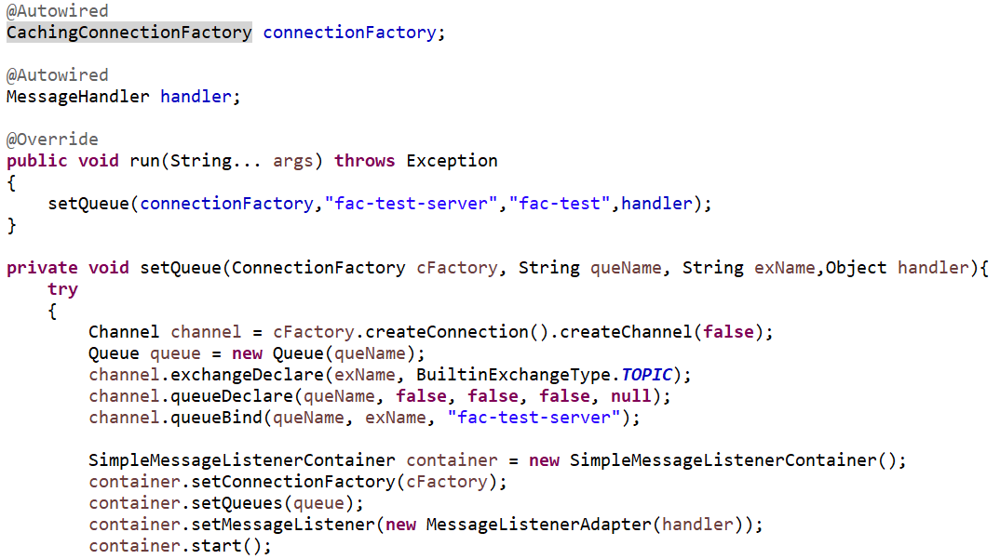 @Autowired
CachingConnectionFactory connectionFactory;
@Autowired
MessageHandler handler;
@Override
public void run(String... args) throws Exception
{
setQueue(connectionFactory,"fac-test-server","fac-test",handler);
}
private void setQueue(ConnectionFactory cFactory, String queName, String exName,Object handler){
try
{
Channel channel = cFactory.createConnection().createChannel(false);
Queue queue = new Queue(queName);
channel.exchangeDeclare(exName, BuiltinExchangeType.TOPIC);
channel.queueDeclare(queName, false, false, false, null);
channel.queueBind(queName, exName, "fac-test-server");
SimpleMessageListenerContainer container = new SimpleMessageListenerContainer();
container.setConnectionFactory(cFactory);
container.setQueues(queue);
container.setMessageListener(new MessageListenerAdapter(handler));
container.start();